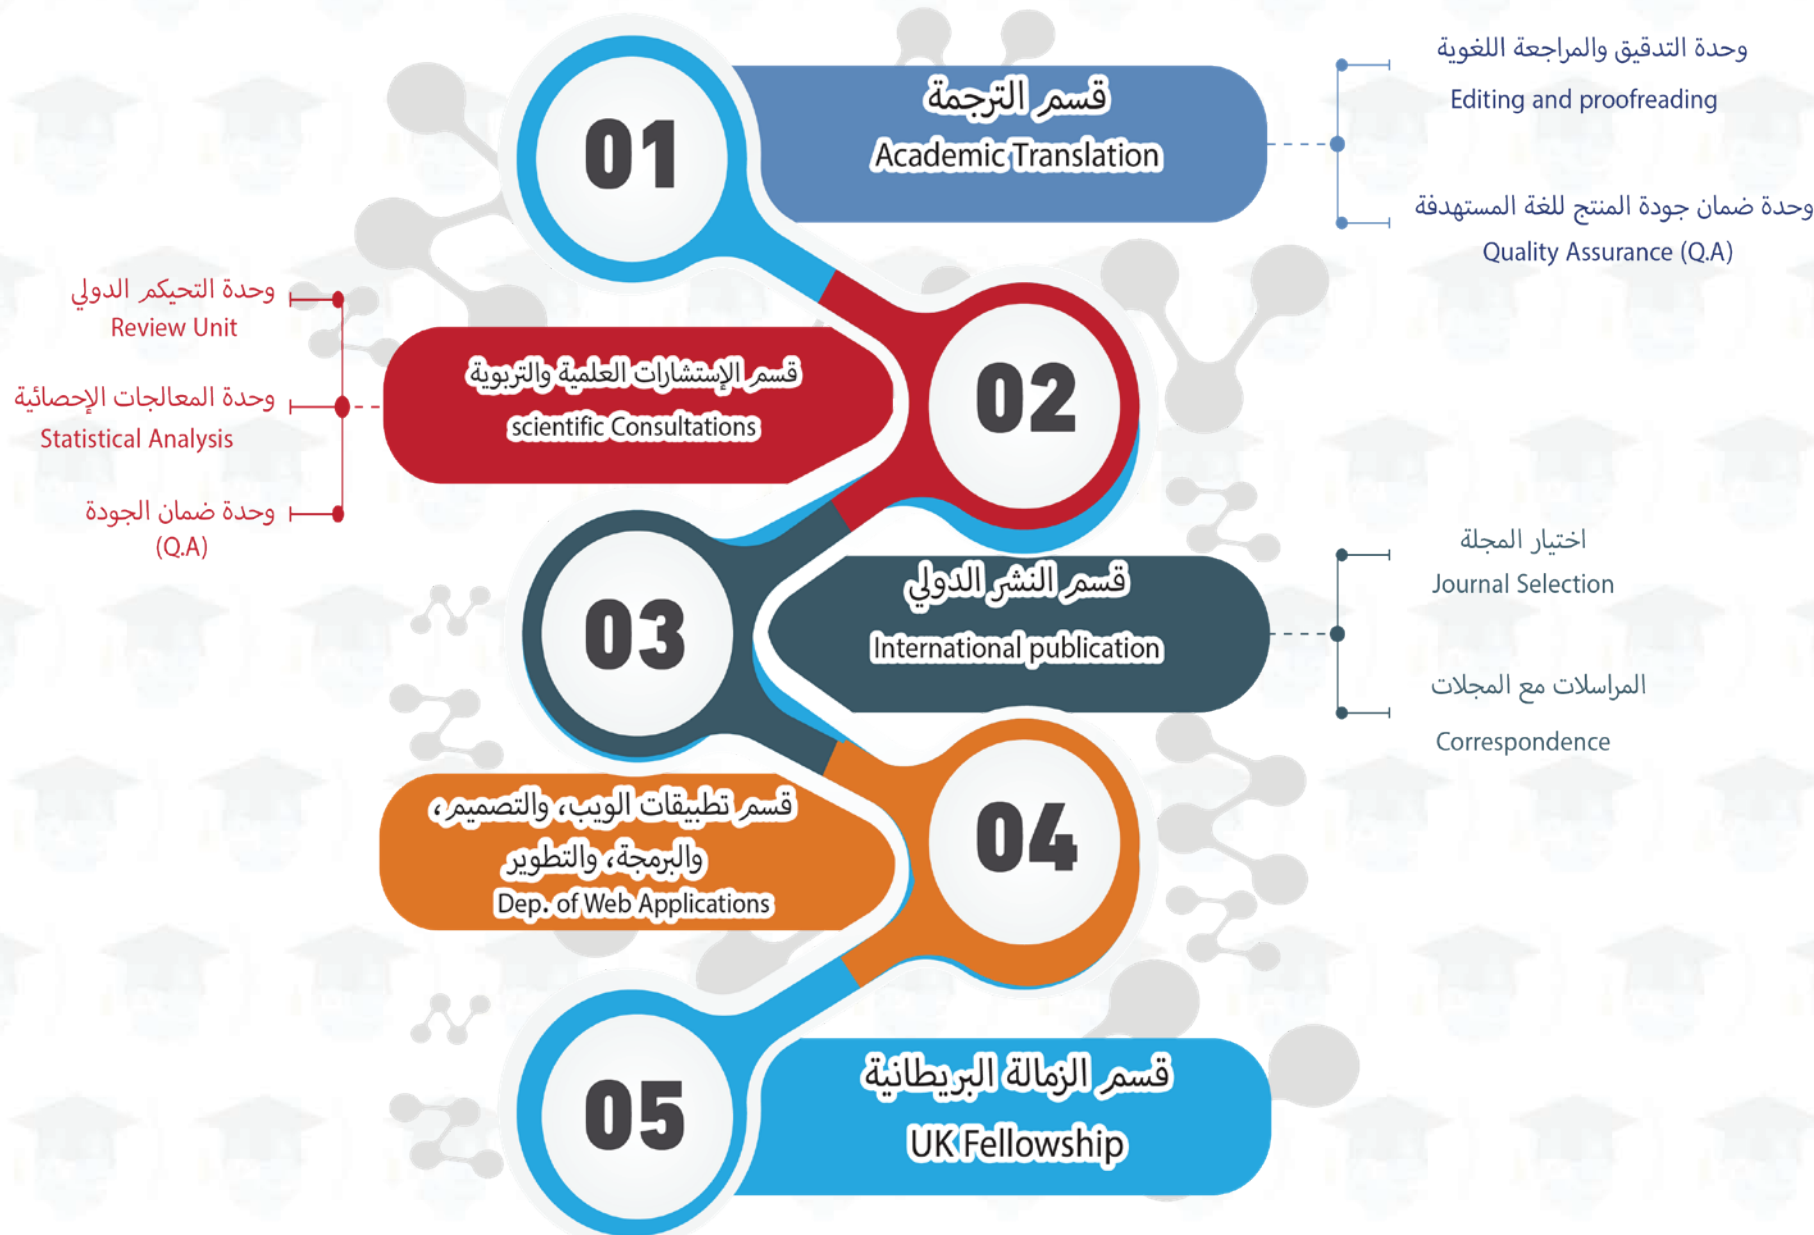 01
قسم الترجمة
Academic Translation
وحدة التدقيق والمراجعة اللغوية
Editing and proofreading
وحدة ضمان جودة المنتج للغة المستهدفة
Quality Assurance (Q.A)
02
قسم الإستشارات العلمية والتربوية
scientific Consultations
وحدة التحيكم الدولي
Review Unit
وحدة المعالجات الإحصائية
Statistical Analysis
وحدة ضمان الجودة
(Q.A)
03
قسم النشر الدولي
International publication
اختيار المجلة
Journal Selection
المراسلات مع المجلات
Correspondence
04
قسم تطبيقات الويب، والتصميم،
والبرمجة، والتطوير
Dep. of Web Applications
05
قسم الزمالة البريطانية
UK Fellowship